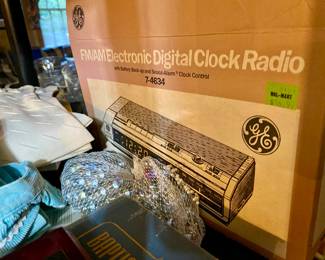 FM/AM Electronic Digital Clock Radio
with Battery Back-up and Snooz-Alarm® Clock Control
7-4634
WAL-MART
GE